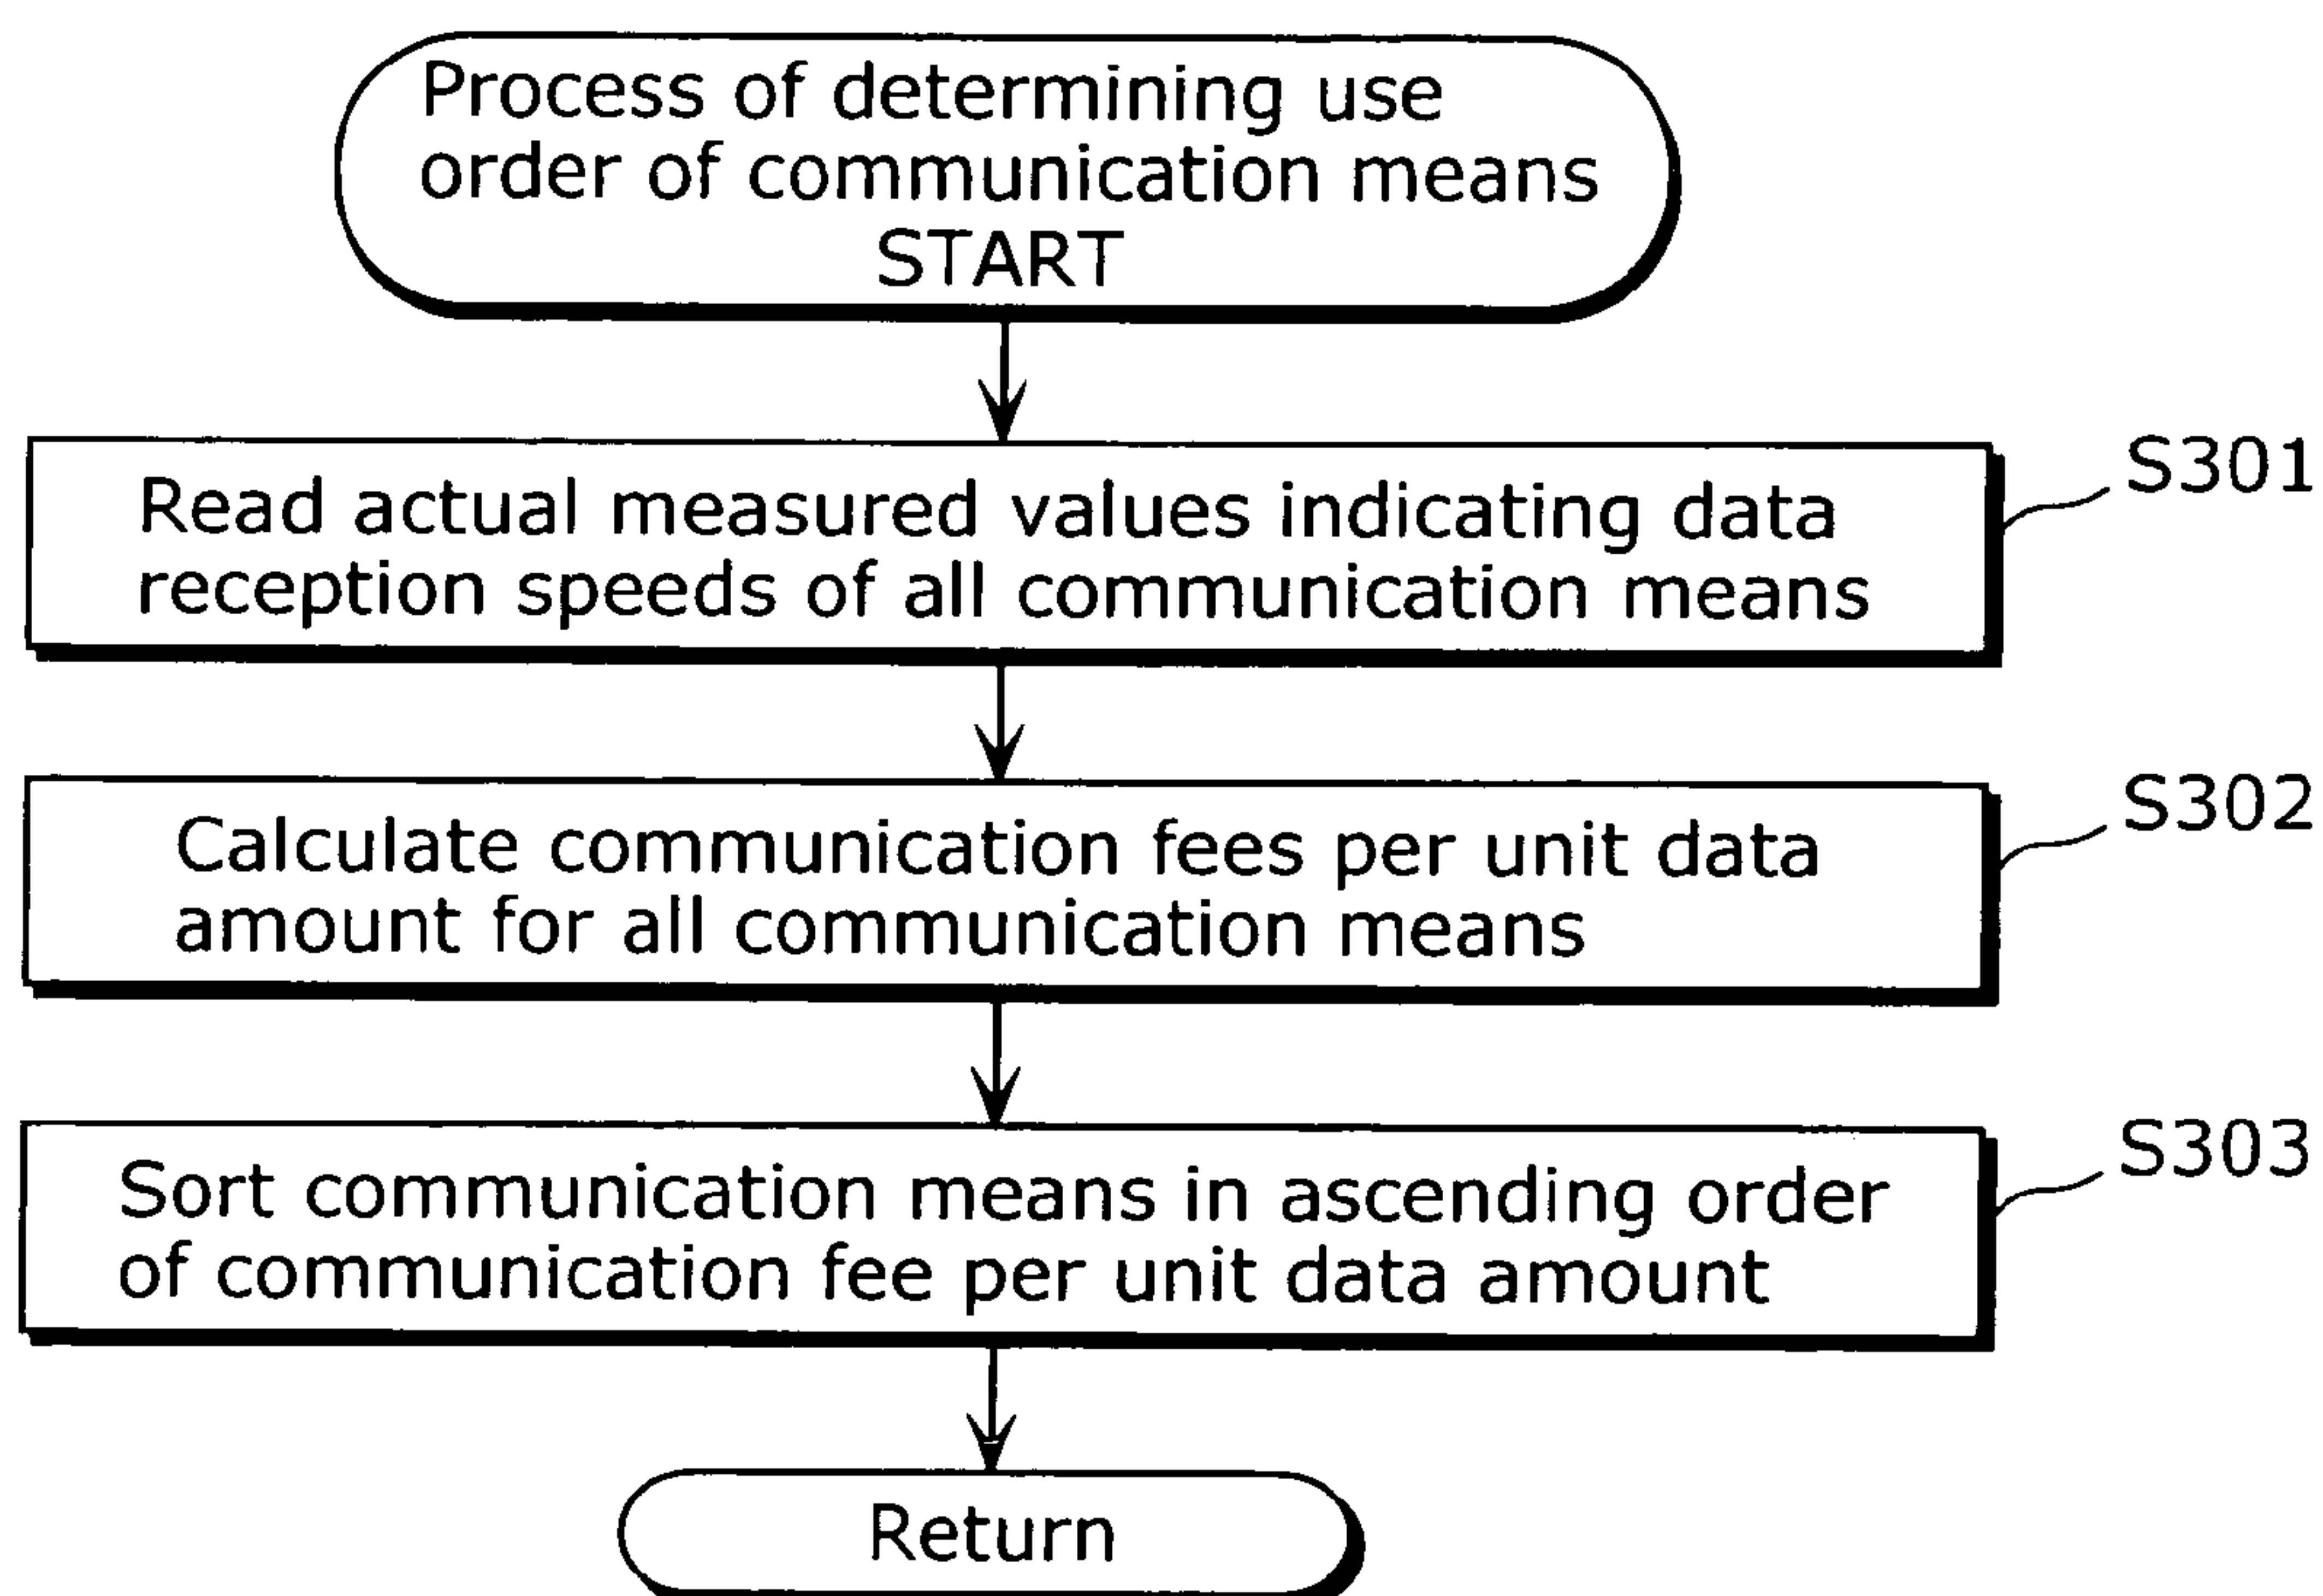 Process of determining use
order of communication means
START
Read actual measured values indicating data
reception speeds of all communication means
S301
Calculate communication fees per unit data
amount for all communication means
S302
Sort communication means in ascending order
of communication fee per unit data amount
S303
Return